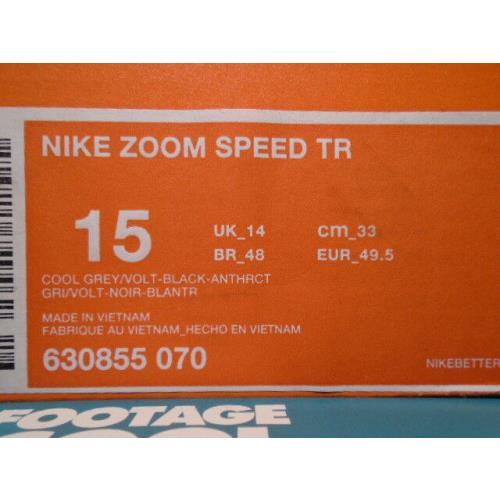 NIKE ZOOM SPEED TR
15
UK_14 cm_33
BR_48 EUR_49.5
COOL GREY/VOLT-BLACK-ANTHRCT
GRI/VOLT-NOIR-BLANTR
MADE IN VIETNAM
FABRIQUE AU VIETNAM_HECHO EN VIETNAM
630855 070
NIKEBETTER
FOOTAGE